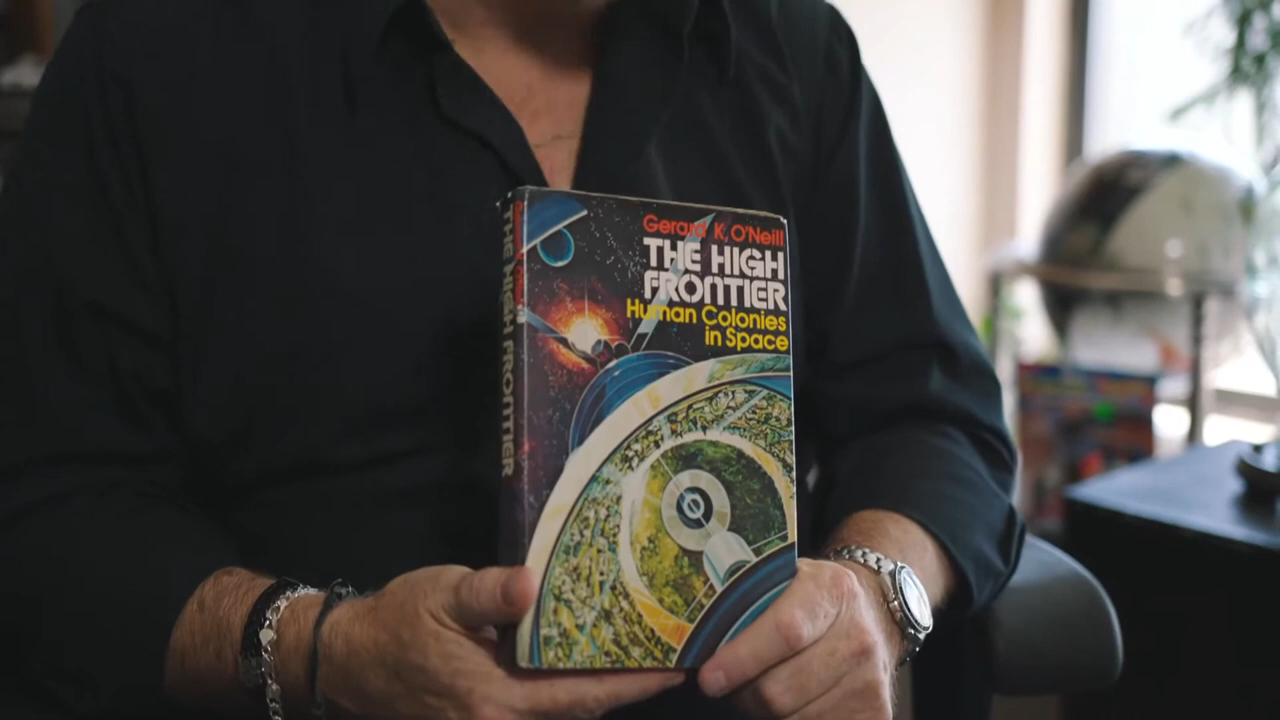 Gerard K. O'Neill
THE HIGH
FRONTIER
Human Colonies
in Space
THE HIGH FRONTIER